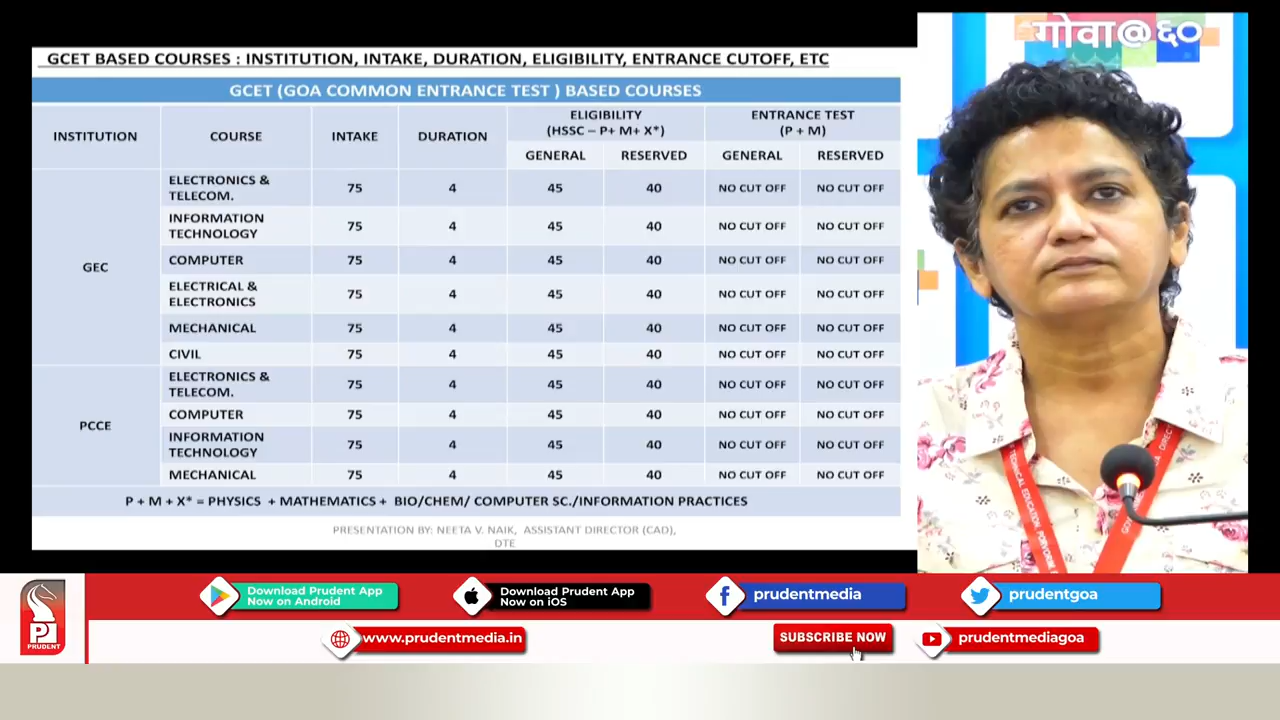 GCET BASED COURSES : INSTITUTION, INTAKE, DURATION, ELIGIBILITY, ENTRANCE CUTOFF, ETC
GCET (GOA COMMON ENTRANCE TEST ) BASED COURSES
INSTITUTION COURSE INTAKE DURATION ELIGIBILITY (HSSC – P+ M+ X*) ENTRANCE TEST (P + M)
GENERAL RESERVED GENERAL RESERVED
GEC
ELECTRONICS & TELECOM. 75 4 45 40 NO CUT OFF NO CUT OFF
INFORMATION TECHNOLOGY 75 4 45 40 NO CUT OFF NO CUT OFF
COMPUTER 75 4 45 40 NO CUT OFF NO CUT OFF
ELECTRICAL & ELECTRONICS 75 4 45 40 NO CUT OFF NO CUT OFF
MECHANICAL 75 4 45 40 NO CUT OFF NO CUT OFF
CIVIL 75 4 45 40 NO CUT OFF NO CUT OFF
PCCE
ELECTRONICS & TELECOM. 75 4 45 40 NO CUT OFF NO CUT OFF
COMPUTER 75 4 45 40 NO CUT OFF NO CUT OFF
INFORMATION TECHNOLOGY 75 4 45 40 NO CUT OFF NO CUT OFF
MECHANICAL 75 4 45 40 NO CUT OFF NO CUT OFF
P + M + X* = PHYSICS + MATHEMATICS + BIO/CHEM/ COMPUTER SC./INFORMATION PRACTICES
PRESENTATION BY: NEETA V. NAIK, ASSISTANT DIRECTOR (CAD),
DTE
गोवा@६०
TECHNICAL EDUCATION, PORVORIM
DIRECT
PRUDENT
Download Prudent App
Now on Android
Download Prudent App
Now on iOS
prudentmedia
prudentgoa
www.prudentmedia.in
SUBSCRIBE NOW
prudentmediagoa